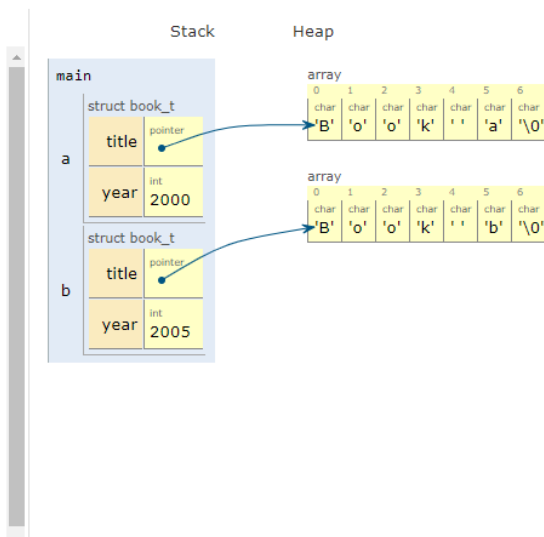 Stack Heap
main
array
0 1 2 3 4 5 6
char char char char char char char
'B' 'o' 'o' 'k' ' ' 'a' '\0'
a
struct book_t
title pointer
year int 2000
array
0 1 2 3 4 5 6
char char char char char char char
'B' 'o' 'o' 'k' ' ' 'b' '\0'
b
struct book_t
title pointer
year int 2005